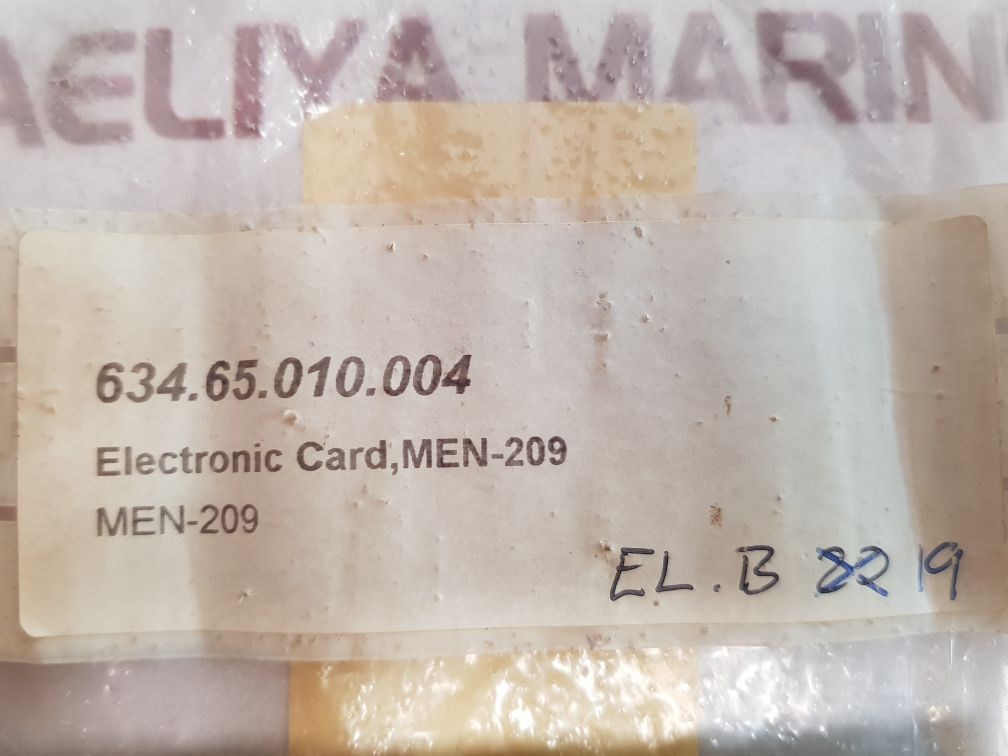 AELIYA MARIN
634.65.010.004
Electronic Card,MEN-209
MEN-209
EL.B 22 19